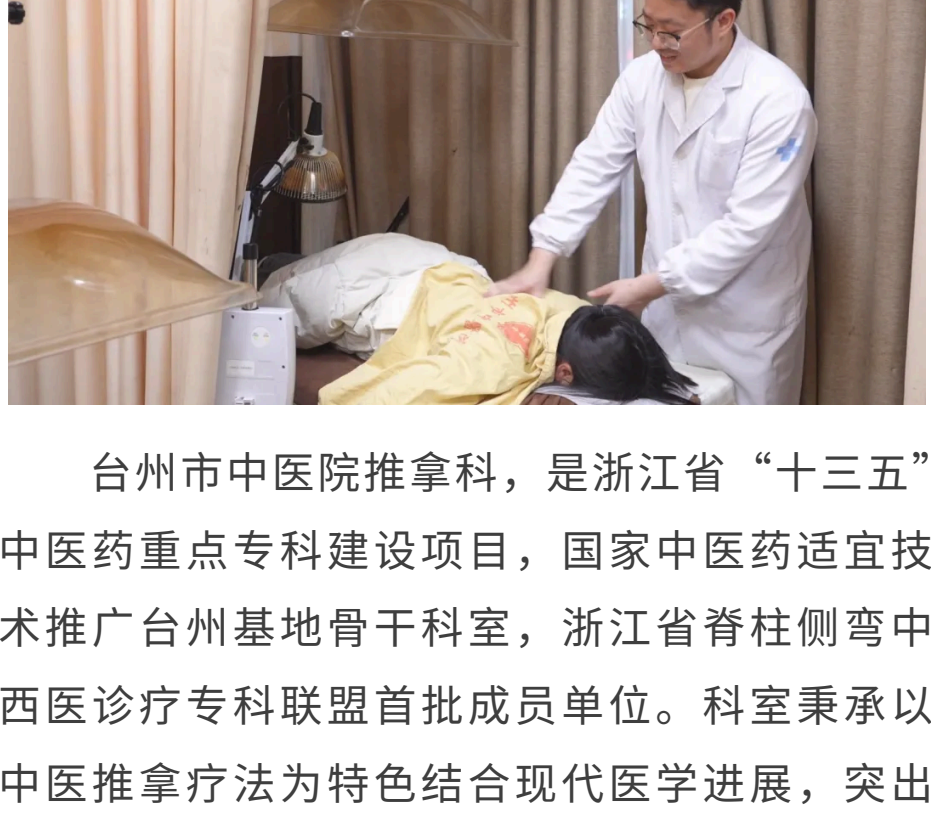 台州市中医院推拿科，是浙江省“十三五”
中医药重点专科建设项目，国家中医药适宜技
术推广台州基地骨干科室，浙江省脊柱侧弯中
西医诊疗专科联盟首批成员单位。科室秉承以
中医推拿疗法为特色结合现代医学进展，突出